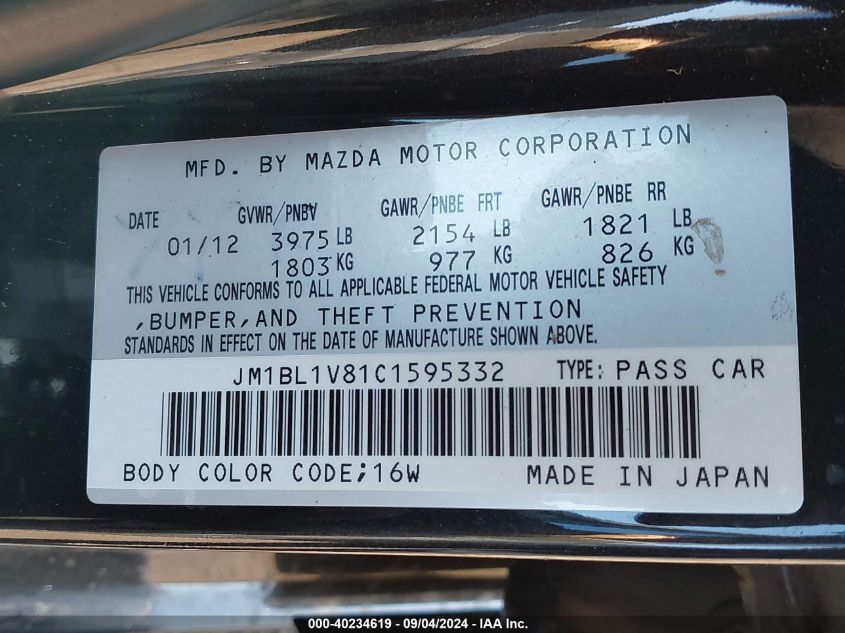 MFD. BY MAZDA MOTOR CORPORATION
DATE GVWR/PNBV GAWR/PNBE FRT GAWR/PNBE RR
01/12 3975 LB 2154 LB 1821 LB
1803 KG 977 KG 826 KG
THIS VEHICLE CONFORMS TO ALL APPLICABLE FEDERAL MOTOR VEHICLE SAFETY
,BUMPER,AND THEFT PREVENTION
STANDARDS IN EFFECT ON THE DATE OF MANUFACTURE SHOWN ABOVE.
JM1BL1V81C1595332 TYPE: PASS CAR
BODY COLOR CODE;16W MADE IN JAPAN
000-40234619 - 09/04/2024 - IAA Inc.